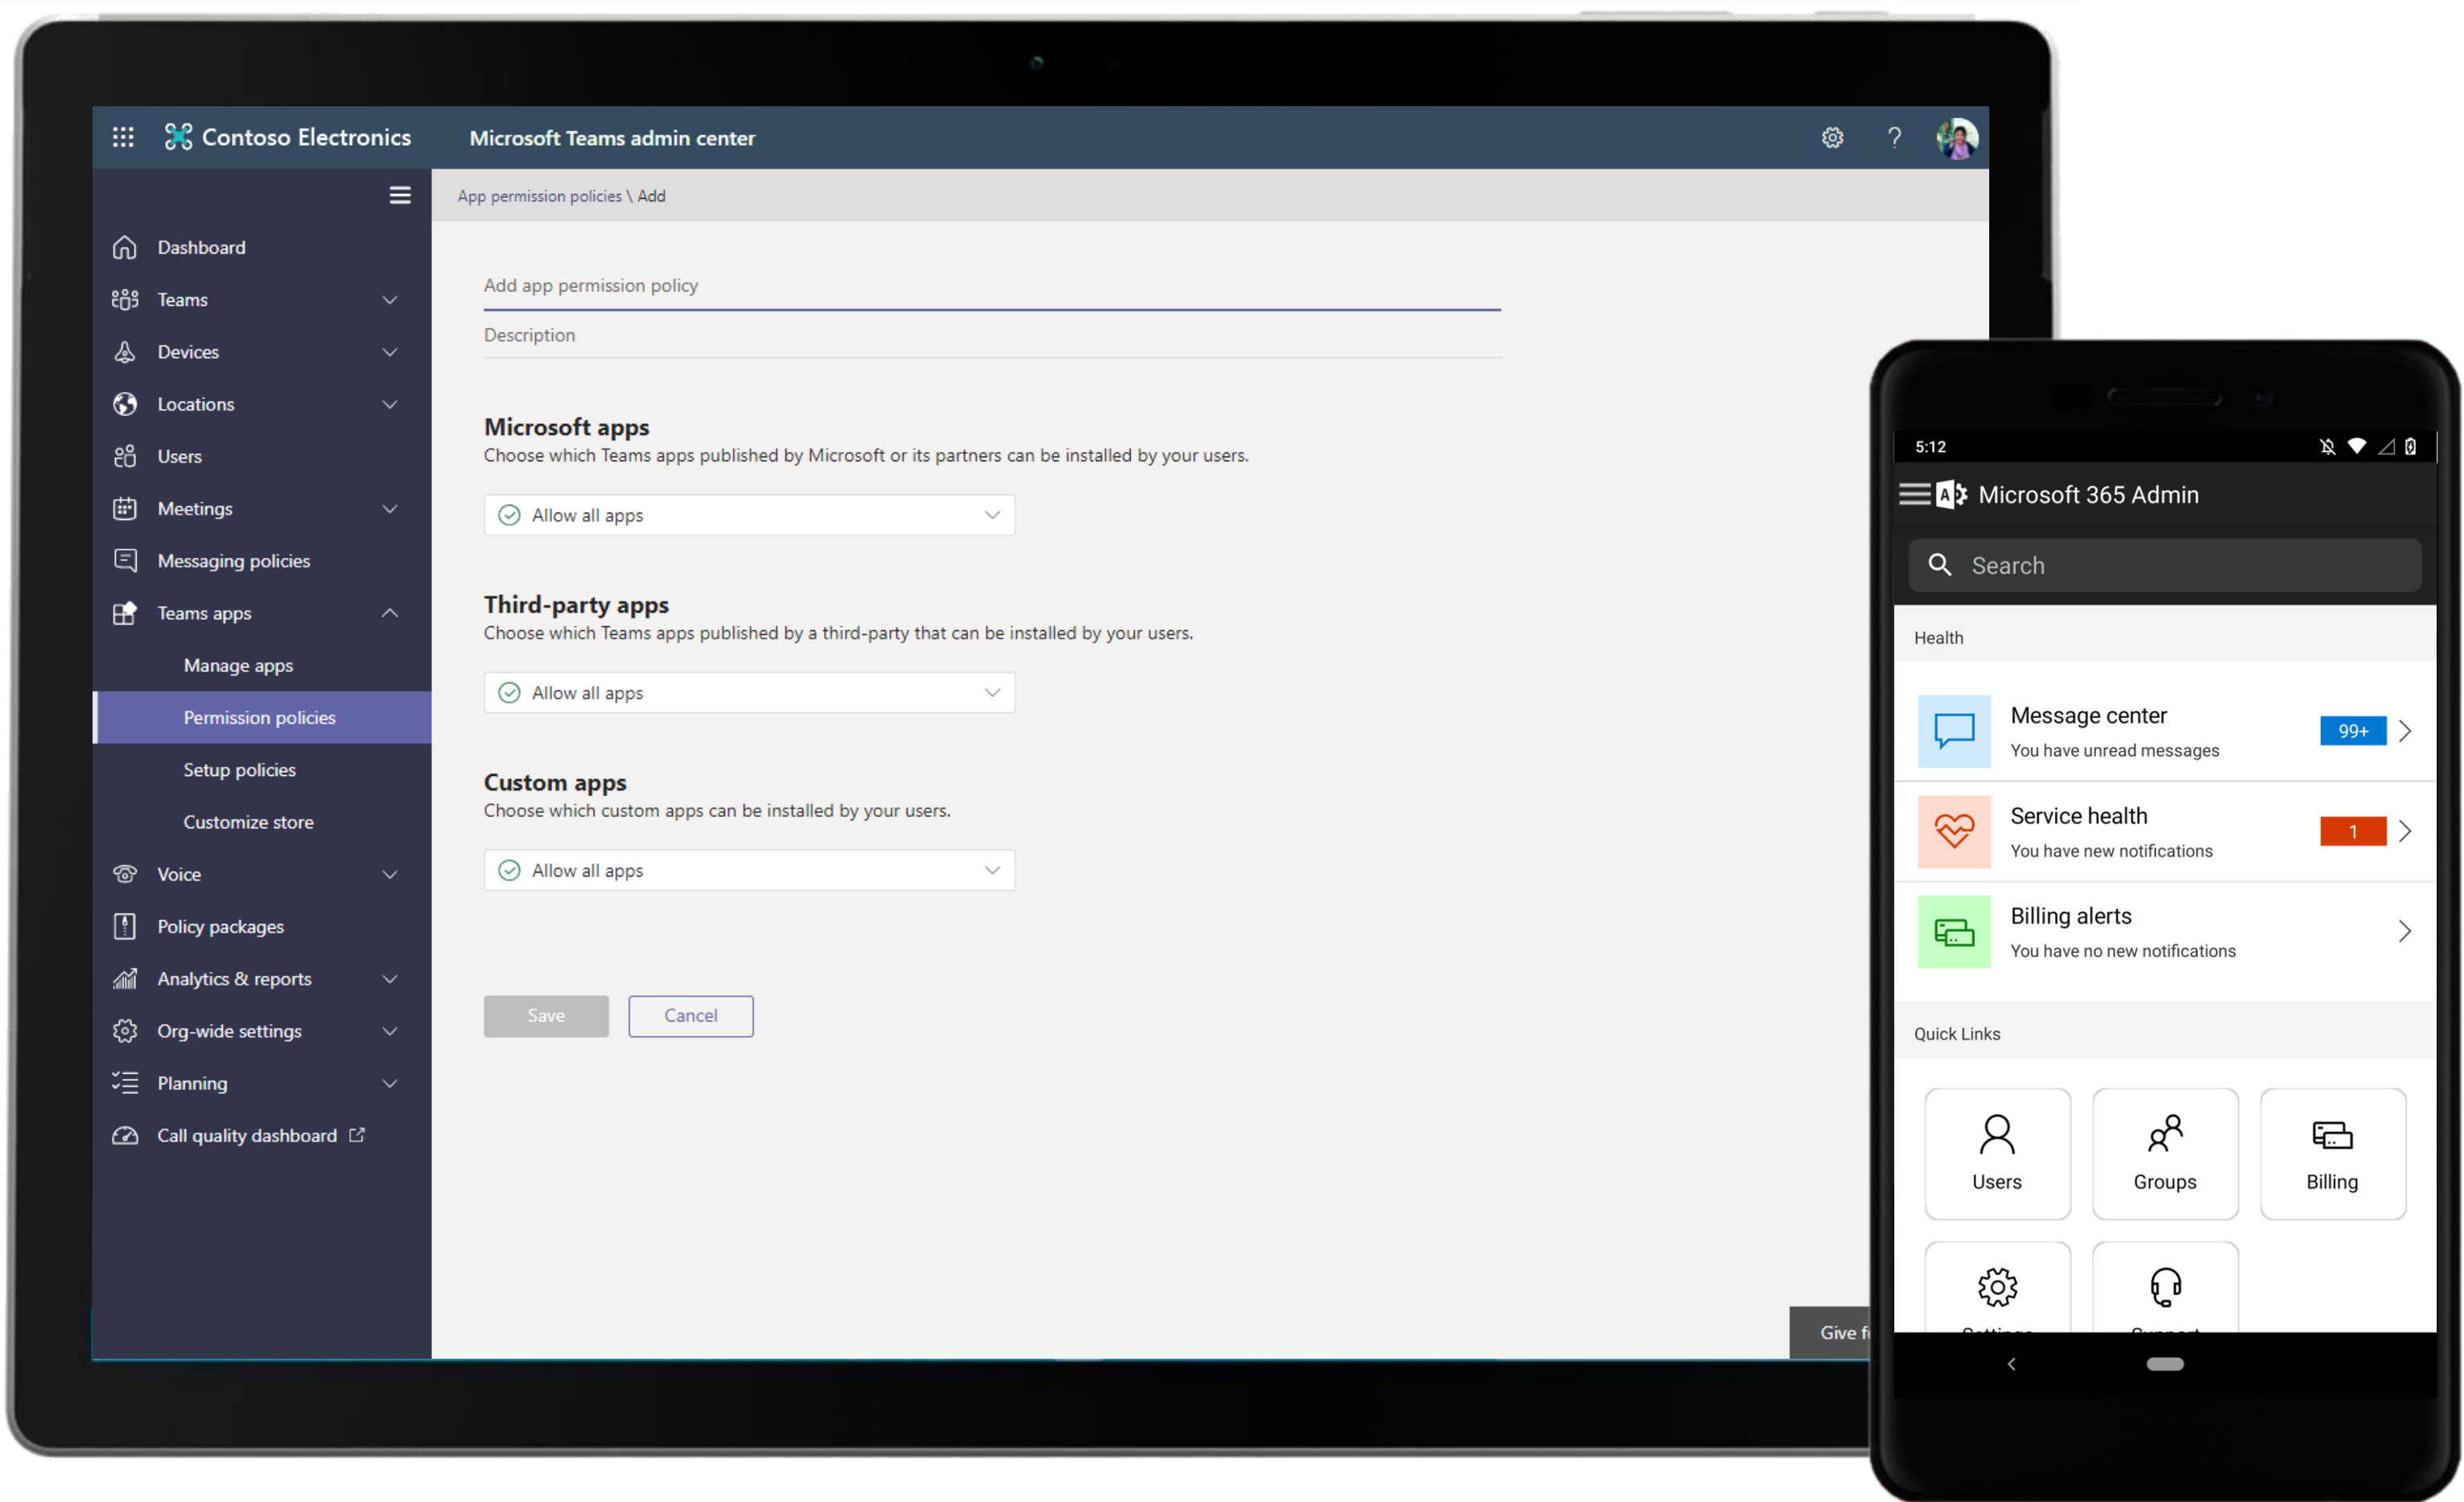 Contoso Electronics
Microsoft Teams admin center
?
App permission policies \ Add
Dashboard
Teams
Devices
Locations
Users
Meetings
Messaging policies
Teams apps
Manage apps
Permission policies
Setup policies
Customize store
Voice
Policy packages
Analytics & reports
Org-wide settings
Planning
Call quality dashboard
Add app permission policy
Description
Microsoft apps
Choose which Teams apps published by Microsoft or its partners can be installed by your users.
Allow all apps
Third-party apps
Choose which Teams apps published by a third-party that can be installed by your users.
Allow all apps
Custom apps
Choose which custom apps can be installed by your users.
Allow all apps
Save
Cancel
Give
5:12
A
Microsoft 365 Admin
Search
Health
Message center
You have unread messages
99+
Service health
You have new notifications
1
Billing alerts
You have no new notifications
Quick Links
Users
Groups
Billing